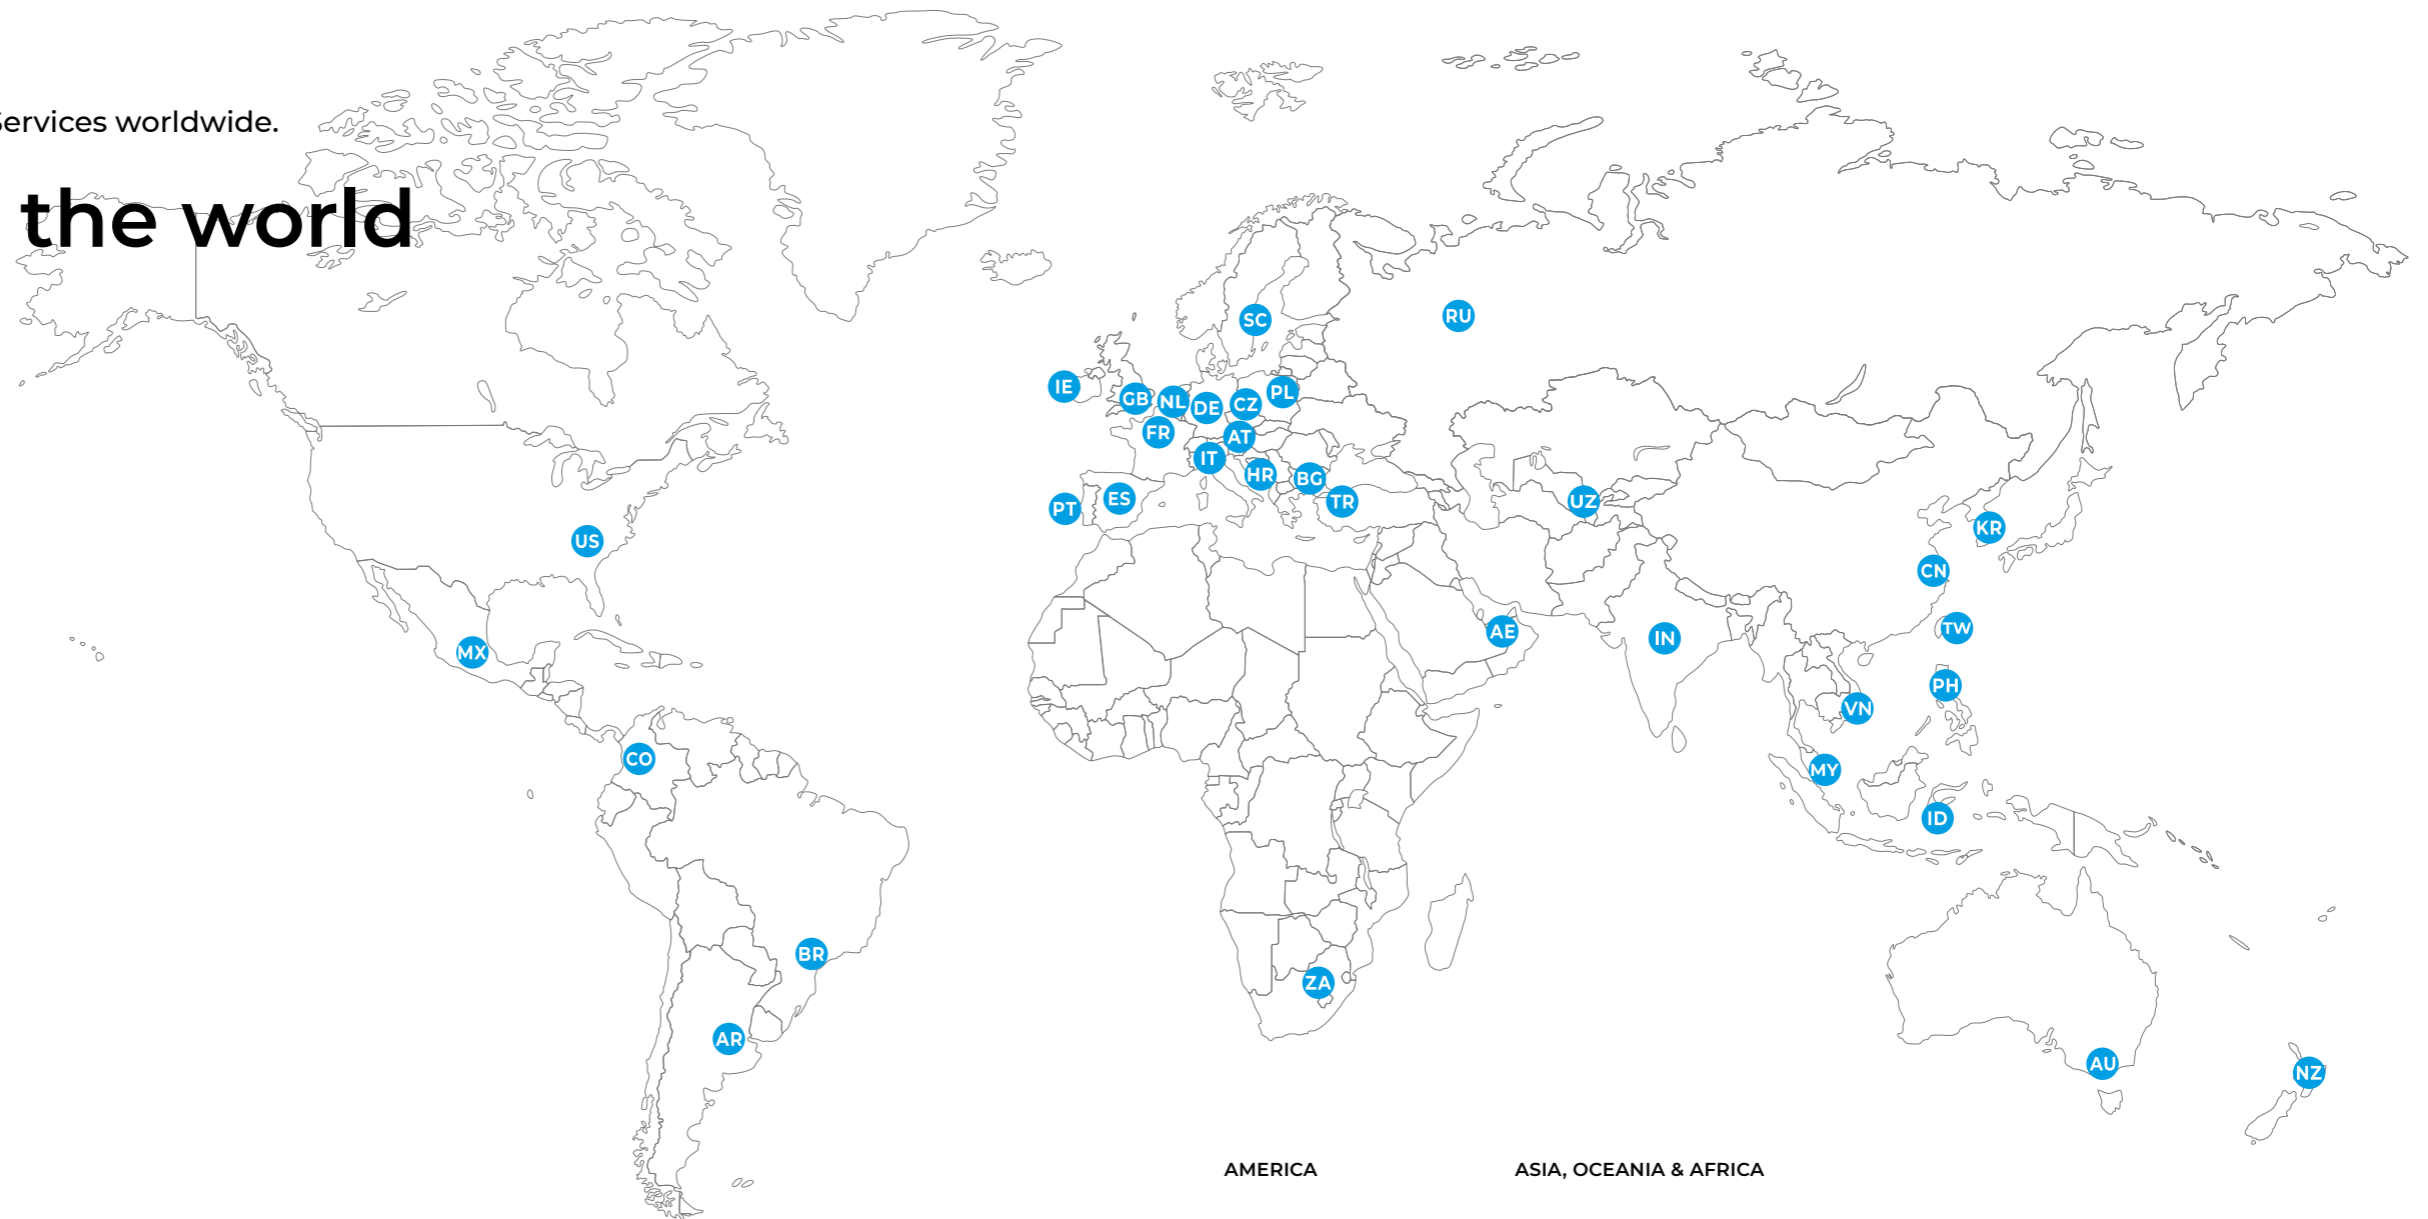 Services worldwide.
the world
SC
RU
IE
GB
NL
DE
CZ
PL
FR
AT
IT
HR
BG
PT
ES
TR
UZ
US
KR
CN
MX
AE
IN
TW
PH
VN
CO
MY
ID
BR
ZA
AR
AU
NZ
AMERICA
ASIA, OCEANIA & AFRICA